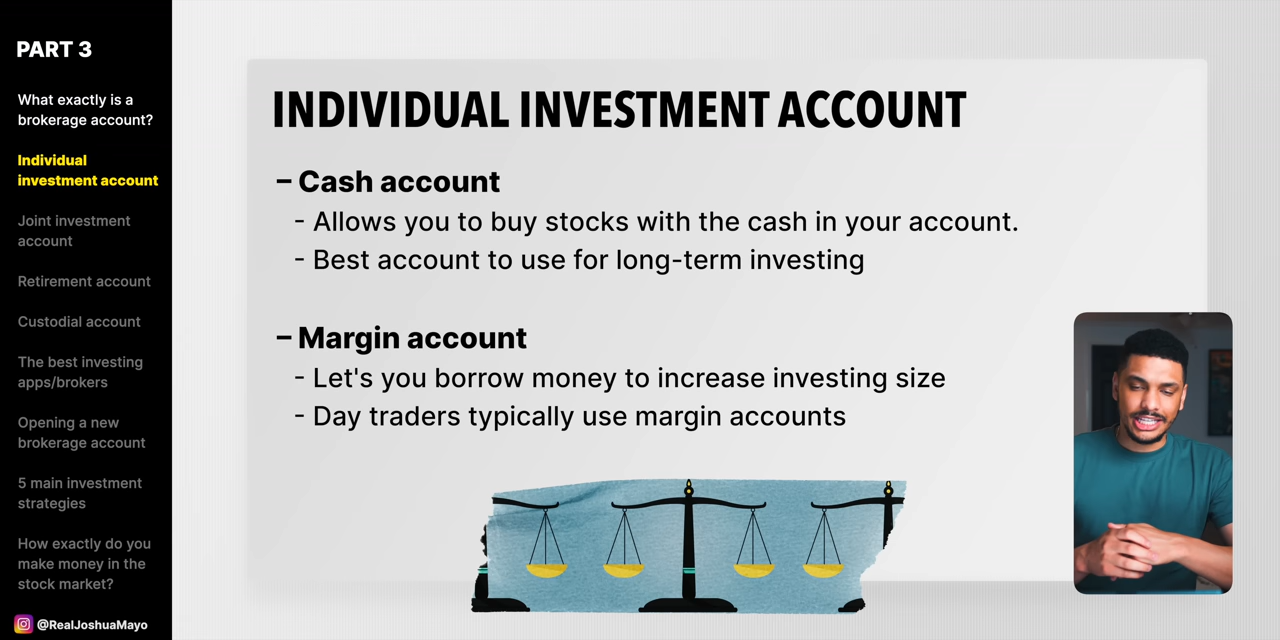 PART 3
What exactly is a
brokerage account?
Individual
investment account
Joint investment
account
Retirement account
Custodial account
The best investing
apps/brokers
Opening a new
brokerage account
5 main investment
strategies
How exactly do you
make money in the
stock market?
@RealJoshuaMayo
INDIVIDUAL INVESTMENT ACCOUNT
– Cash account
- Allows you to buy stocks with the cash in your account.
- Best account to use for long-term investing
– Margin account
- Let's you borrow money to increase investing size
- Day traders typically use margin accounts